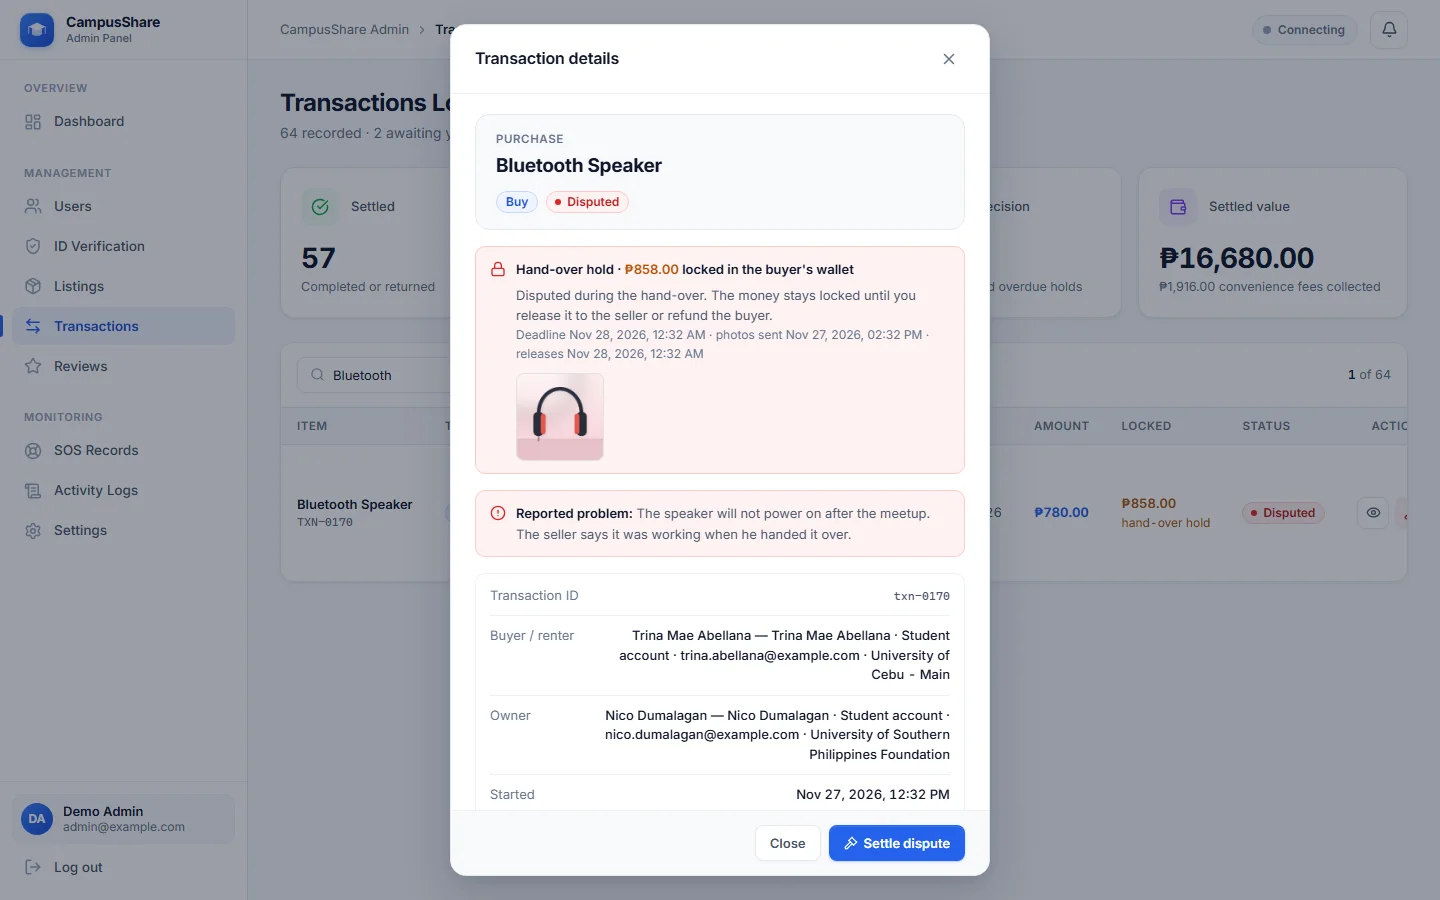 CampusShare
Admin Panel
OVERVIEW
Dashboard
MANAGEMENT
Users
ID Verification
Listings
Transactions
Reviews
MONITORING
SOS Records
Activity Logs
Settings
DA
Demo Admin
admin@example.com
Log out
CampusShare Admin > Tra
Connecting
Transactions L
64 recorded · 2 awaiting
Settled
57
Completed or returned
ecision
d overdue holds
Settled value
₱16,680.00
₱1,916.00 convenience fees collected
Bluetooth
1 of 64
ITEM
AMOUNT
LOCKED
STATUS
ACTIO
Bluetooth Speaker
TXN-0170
26
₱780.00
₱858.00
hand-over hold
Disputed
Transaction details
PURCHASE
Bluetooth Speaker
Buy
Disputed
Hand-over hold · ₱858.00 locked in the buyer's wallet
Disputed during the hand-over. The money stays locked until you
release it to the seller or refund the buyer.
Deadline Nov 28, 2026, 12:32 AM · photos sent Nov 27, 2026, 02:32 PM ·
releases Nov 28, 2026, 12:32 AM
Reported problem: The speaker will not power on after the meetup.
The seller says it was working when he handed it over.
Transaction ID
txn-0170
Buyer / renter
Trina Mae Abellana — Trina Mae Abellana · Student
account · trina.abellana@example.com · University of
Cebu - Main
Owner
Nico Dumalagan — Nico Dumalagan · Student account ·
nico.dumalagan@example.com · University of Southern
Philippines Foundation
Started
Nov 27, 2026, 12:32 PM
Close
Settle dispute